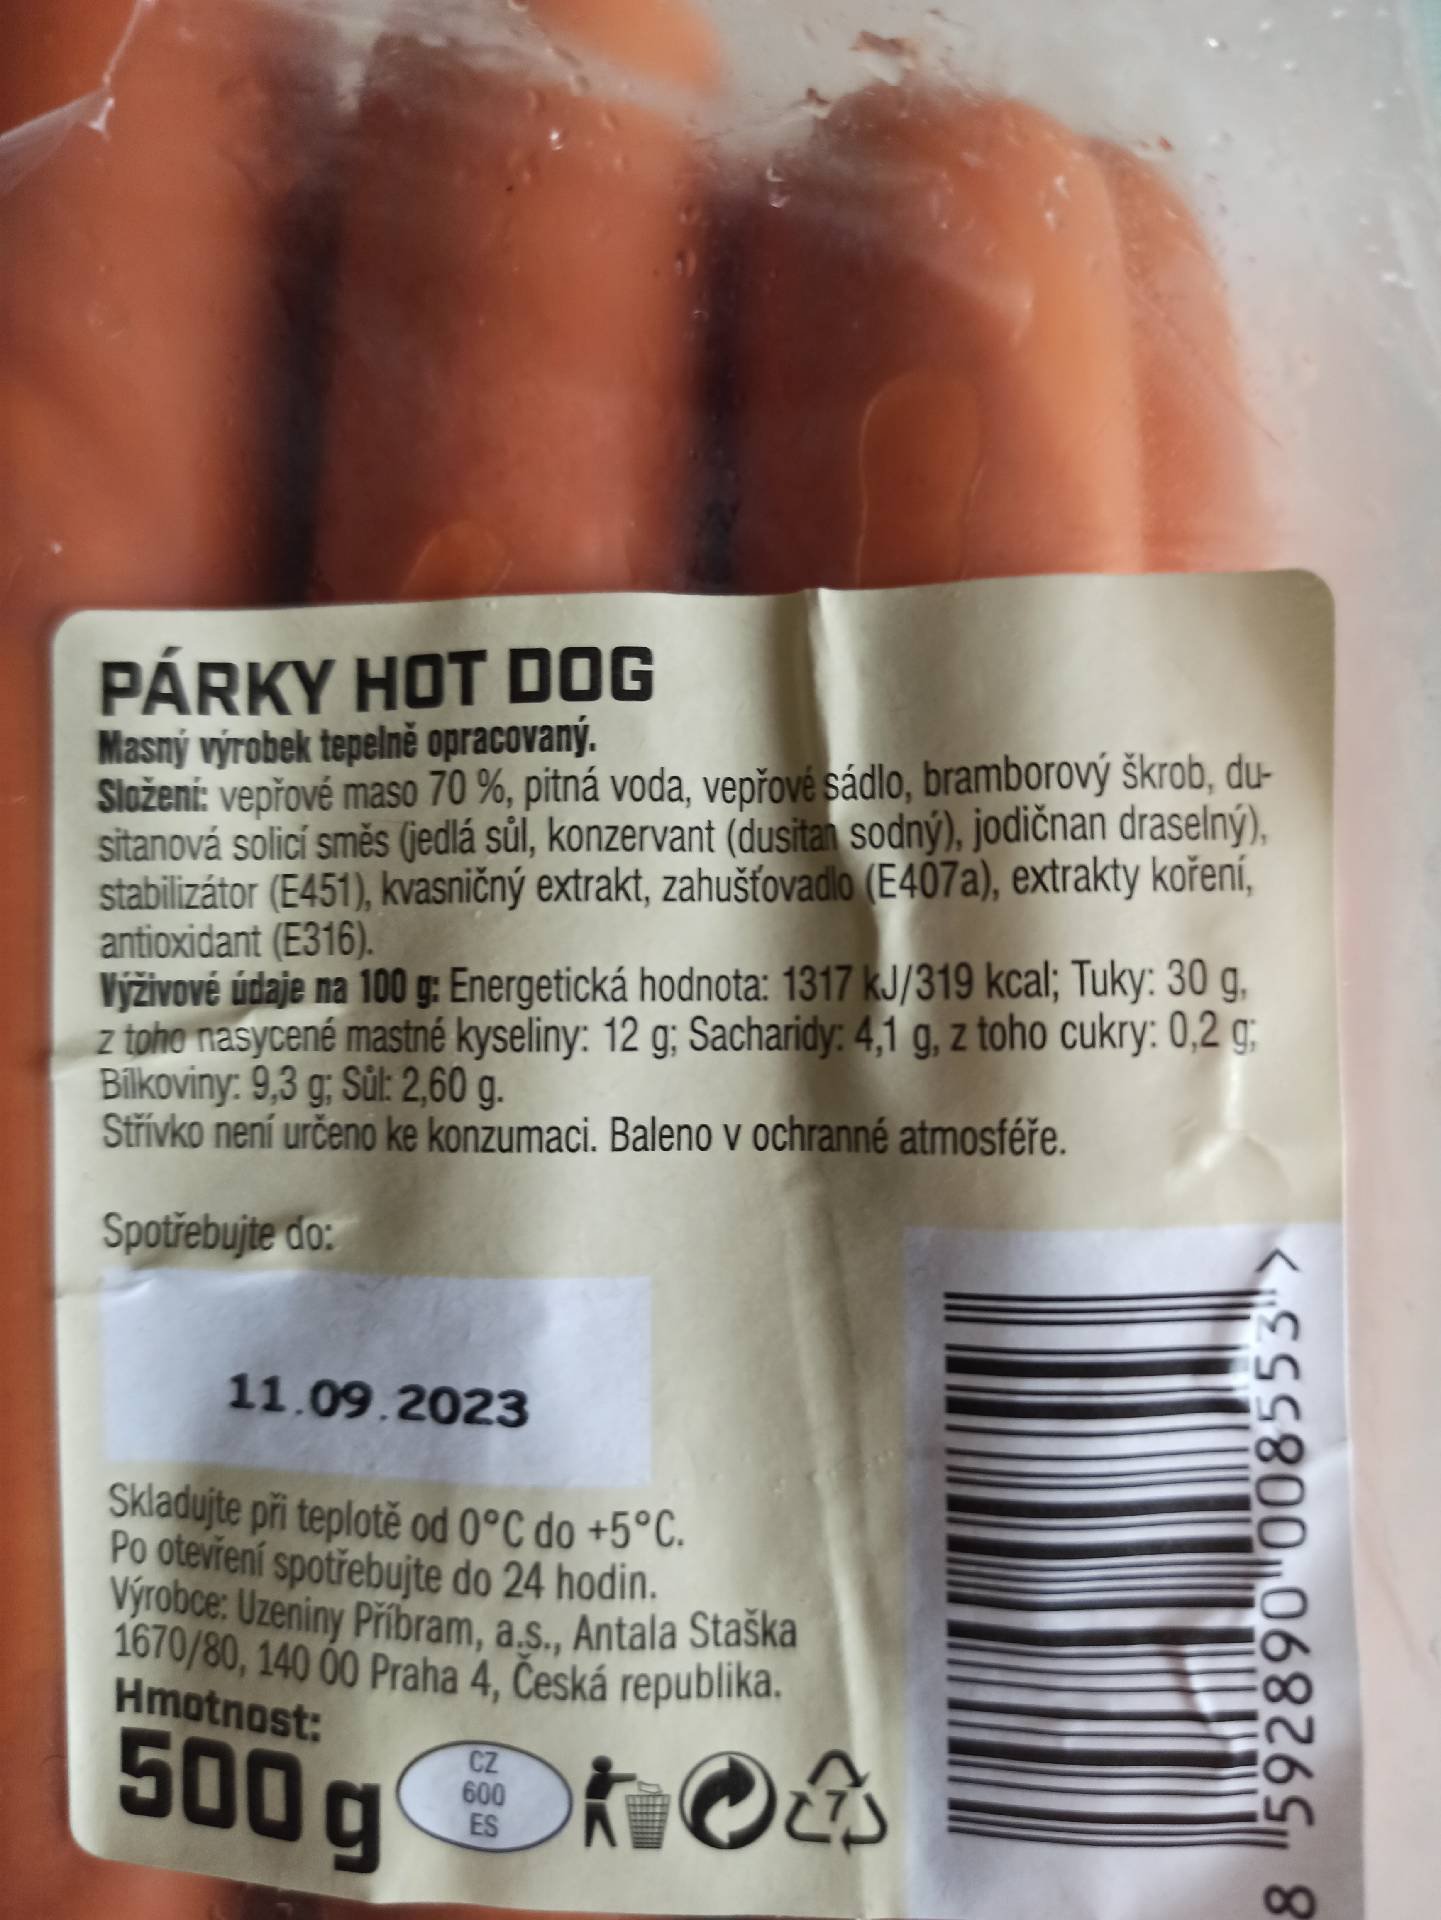 PÁRKY HOT DOG
Masný výrobek tepelně opracovaný.
Složení: vepřové maso 70 %, pitná voda, vepřové sádlo, bramborový škrob, du-
sitanová solicí směs (jedlá sůl, konzervant (dusitan sodný), jodičnan draselný),
stabilizátor (E451), kvasničný extrakt, zahušťovadlo (E407a), extrakty koření,
antioxidant (E316).
Výživové údaje na 100 g: Energetická hodnota: 1317 kJ/319 kcal; Tuky: 30 g,
z toho nasycené mastné kyseliny: 12 g; Sacharidy: 4,1 g, z toho cukry: 0,2 g;
Bílkoviny: 9,3 g; Sůl: 2,60 g.
Střívko není určeno ke konzumaci. Baleno v ochranné atmosféře.
Spotřebujte do:
11.09.2023
Skladujte při teplotě od 0°C do +5°C.
Po otevření spotřebujte do 24 hodin.
Výrobce: Uzeniny Příbram, a.s., Antala Staška
1670/80, 140 00 Praha 4, Česká republika.
Hmotnost:
500 g
CZ
600
ES
7
8 592890 008553 >